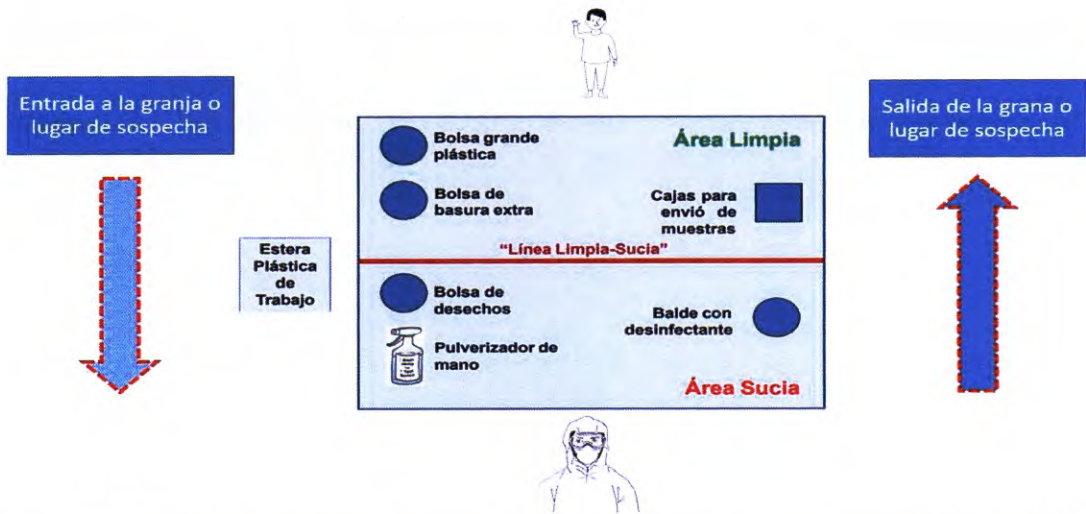 Entrada a la granja o
lugar de sospecha
Salida de la grana o
lugar de sospecha
Bolsa grande
plástica
Área Limpia
Bolsa de
basura extra
Cajas para
envió de
muestras
"Línea Limpia-Sucia"
Estera
Plástica
de
Trabajo
Bolsa de
desechos
Balde con
desinfectante
Pulverizador de
mano
Área Sucia